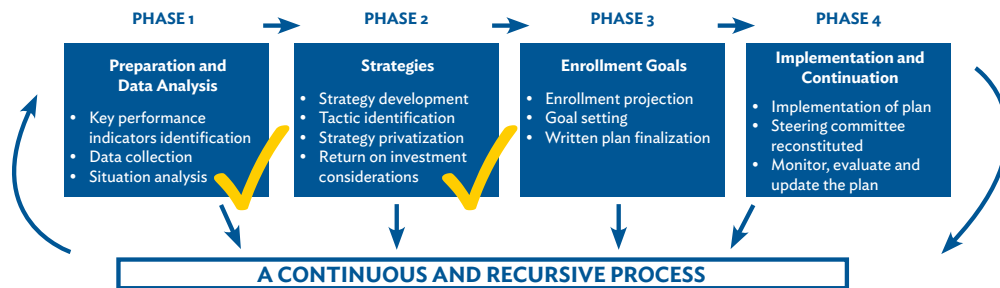 PHASE 1
PHASE 2
PHASE 3
PHASE 4
Preparation and
Data Analysis
• Key performance
indicators identification
• Data collection
• Situation analysis
Strategies
• Strategy development
• Tactic identification
• Strategy privatization
• Return on investment
considerations
Enrollment Goals
• Enrollment projection
• Goal setting
• Written plan finalization
Implementation and
Continuation
• Implementation of plan
• Steering committee
reconstituted
• Monitor, evaluate and
update the plan
A CONTINUOUS AND RECURSIVE PROCESS